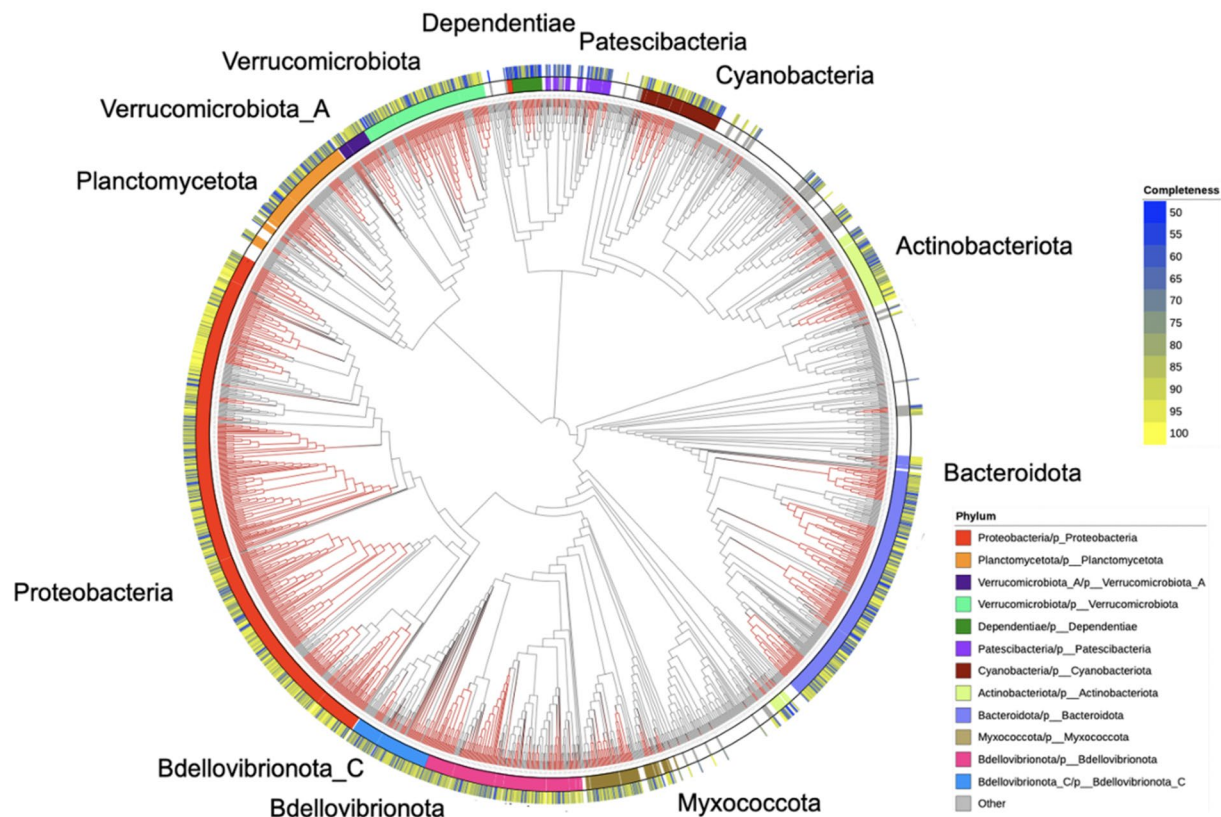 Dependentiae
Patescibacteria
Verrucomicrobiota
Cyanobacteria
Verrucomicrobiota_A
Planctomycetota
Actinobacteriota
Completeness
50
55
60
65
70
75
80
85
90
95
100
Bacteroidota
Phylum
Proteobacteria/p_Proteobacteria
Planctomycetota/p__Planctomycetota
Verrucomicrobiota_A/p__Verrucomicrobiota_A
Verrucomicrobiota/p__Verrucomicrobiota
Dependentiae/p__Dependentiae
Patescibacteria/p__Patescibacteria
Cyanobacteria/p__Cyanobacteriota
Actinobacteriota/p__Actinobacteriota
Bacteroidota/p__Bacteroidota
Myxococcota/p__Myxococcota
Bdellovibrionota/p__Bdellovibrionota
Bdellovibrionota_C/p__Bdellovibrionota_C
Other
Proteobacteria
Bdellovibrionota_C
Bdellovibrionota
Myxococcota